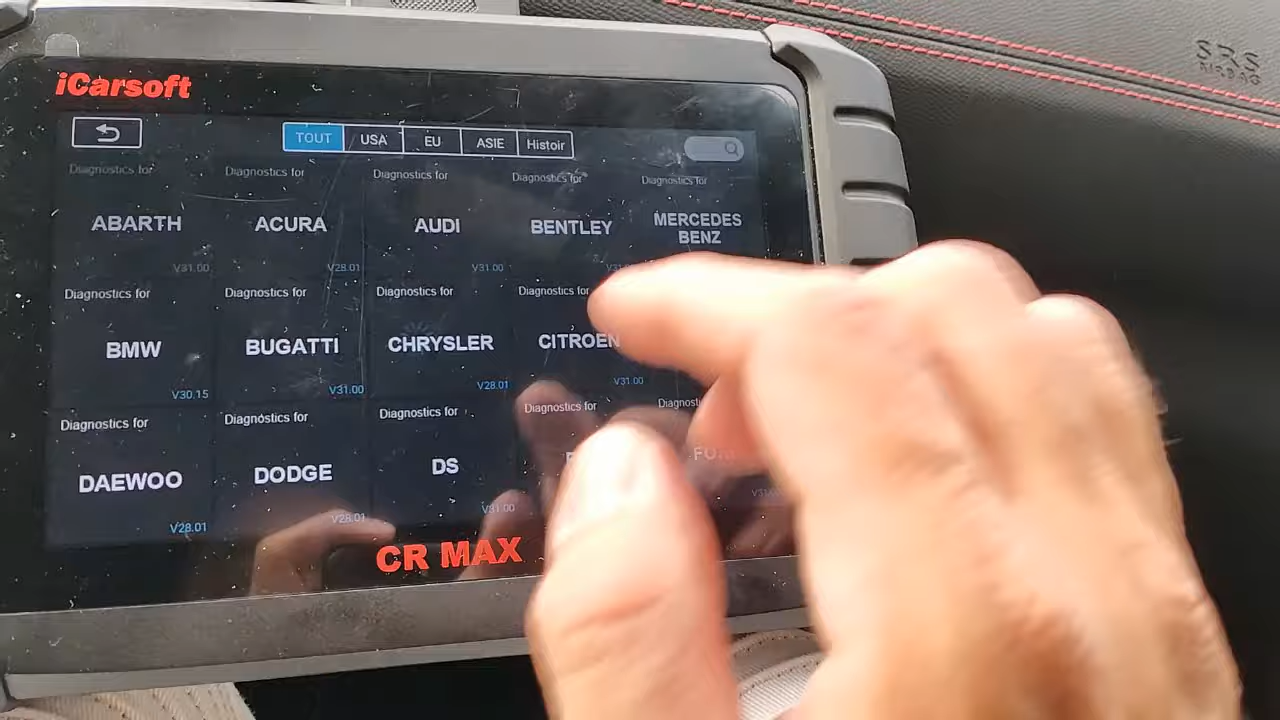 SRS
AIRBAG
iCarsoft
TOUT USA EU ASIE Histoir
Diagnostics for Diagnostics for Diagnostics for Diagnostics for Diagnostics for
ABARTH ACURA AUDI BENTLEY MERCEDES BENZ
V31.00 V28.01 V31.00
Diagnostics for Diagnostics for Diagnostics for Diagnostics for
BMW BUGATTI CHRYSLER CITROEN
V30.15 V31.00 V28.01 V31.00
Diagnostics for Diagnostics for Diagnostics for Diagnostics for Diagnostics
DAEWOO DODGE DS
V28.01 V28.01 V31.00
CR MAX